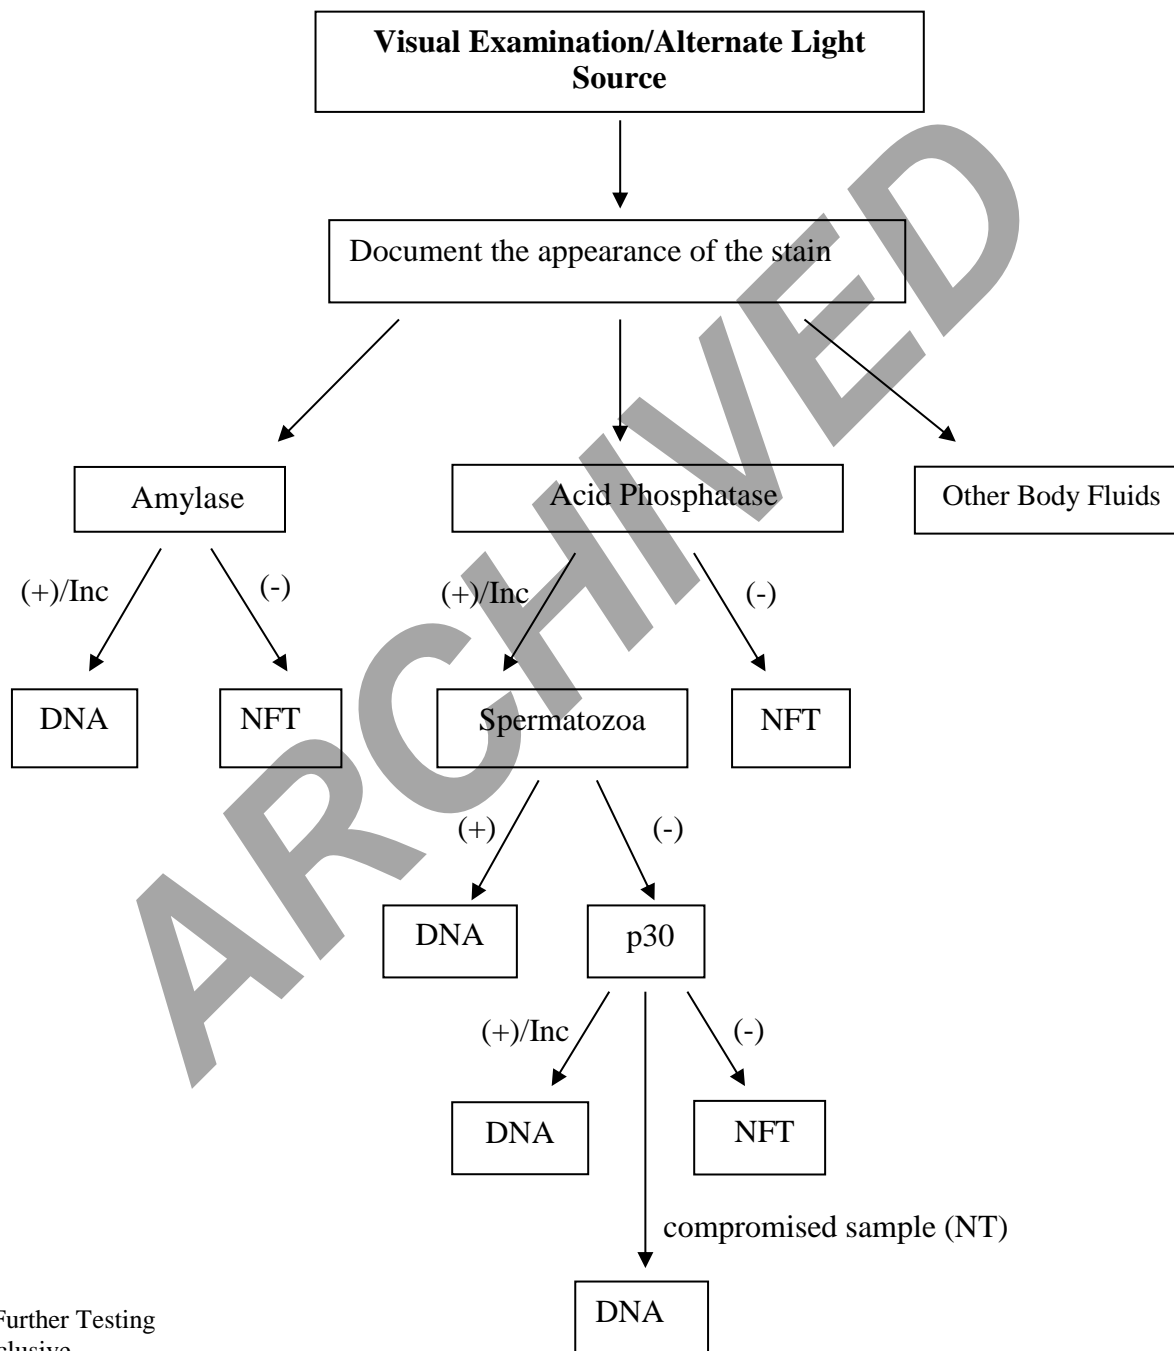 Visual Examination/Alternate Light
Source
Document the appearance of the stain
Amylase
Acid Phosphatase
Other Body Fluids
(+)/Inc
(-)
(+)/Inc
(-)
DNA
NFT
Spermatozoa
NFT
(+)
(-)
DNA
p30
(+)/Inc
(-)
DNA
NFT
compromised sample (NT)
DNA
Further Testing
ARCHIVED